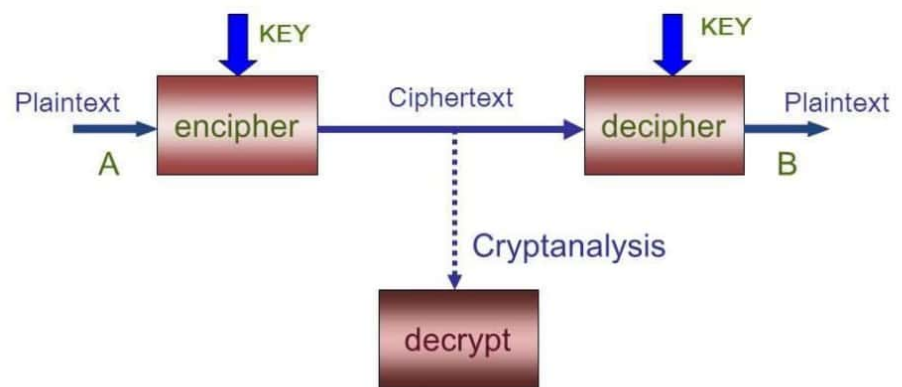 KEY
KEY
Plaintext
Ciphertext
Plaintext
encipher
decipher
A
B
Cryptanalysis
decrypt